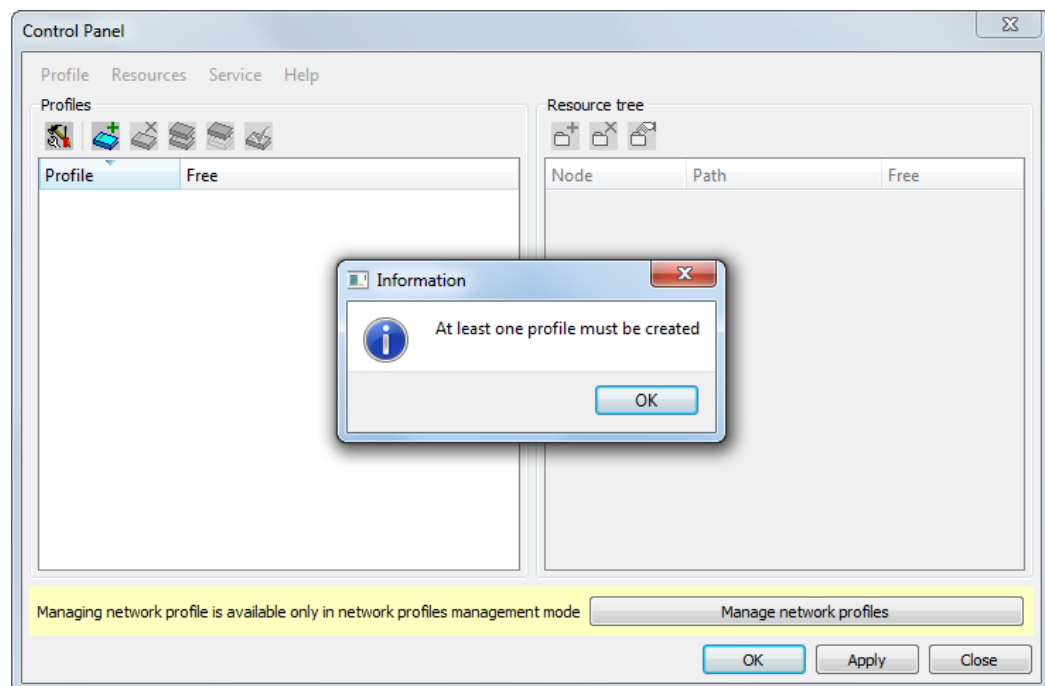 Control Panel
Profile Resources Service Help
Profiles
Resource tree
Profile Free
Node Path Free
Information
At least one profile must be created
OK
Managing network profile is available only in network profiles management mode
Manage network profiles
OK Apply Close